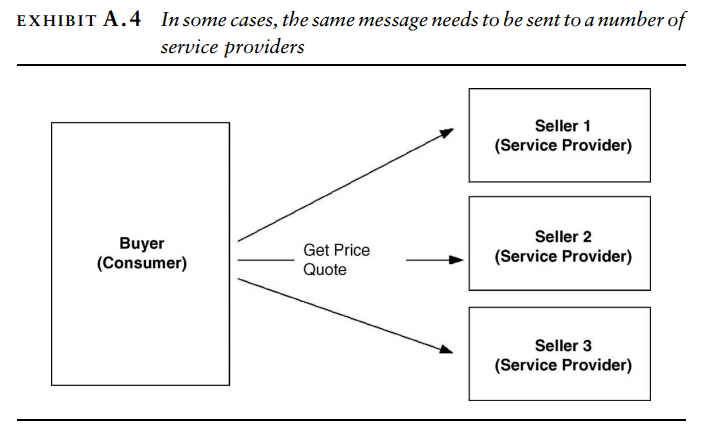 EXHIBIT A.4 In some cases, the same message needs to be sent to a number of
service providers
Seller 1
(Service Provider)
Buyer
(Consumer)
Get Price
Quote
Seller 2
(Service Provider)
Seller 3
(Service Provider)